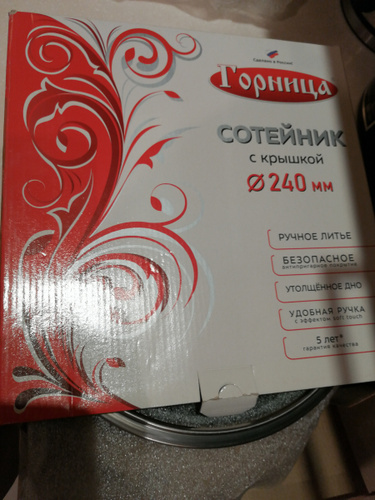 Сделано в России
Горница
СОТЕЙНИК
с крышкой
Ø 240 мм
РУЧНОЕ ЛИТЬЕ
БЕЗОПАСНОЕ
антипригарное покрытие
УТОЛЩЁННОЕ ДНО
УДОБНАЯ РУЧКА
с эффектом soft touch
5 лет*
гарантия качества